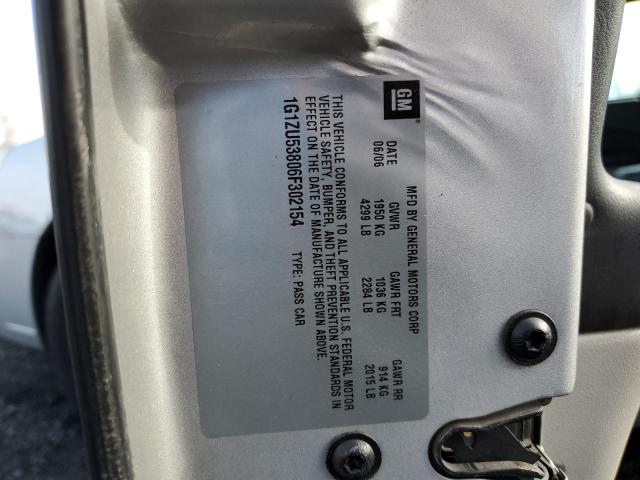 GM
MFD BY GENERAL MOTORS CORP
DATE GVWR GAWR FRT GAWR RR
06/06 1950 KG 1036 KG 914 KG
4299 LB 2284 LB 2015 LB
THIS VEHICLE CONFORMS TO ALL APPLICABLE U.S. FEDERAL MOTOR
VEHICLE SAFETY, BUMPER, AND THEFT PREVENTION STANDARDS IN
EFFECT ON THE DATE OF MANUFACTURE SHOWN ABOVE.
1G1ZU53806F302154 TYPE: PASS CAR